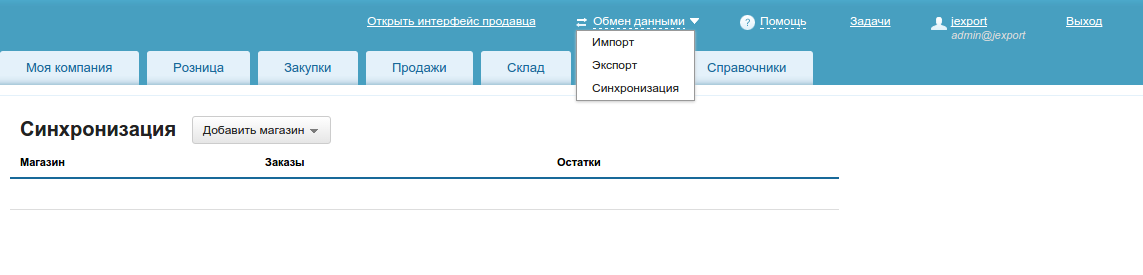 Открыть интерфейс продавца
Обмен данными
? Помощь
Задачи
jexport
Выход
admin@jexport
Импорт
Экспорт
Синхронизация
Моя компания
Розница
Закупки
Продажи
Склад
Справочники
Синхронизация
Добавить магазин
Магазин
Заказы
Остатки